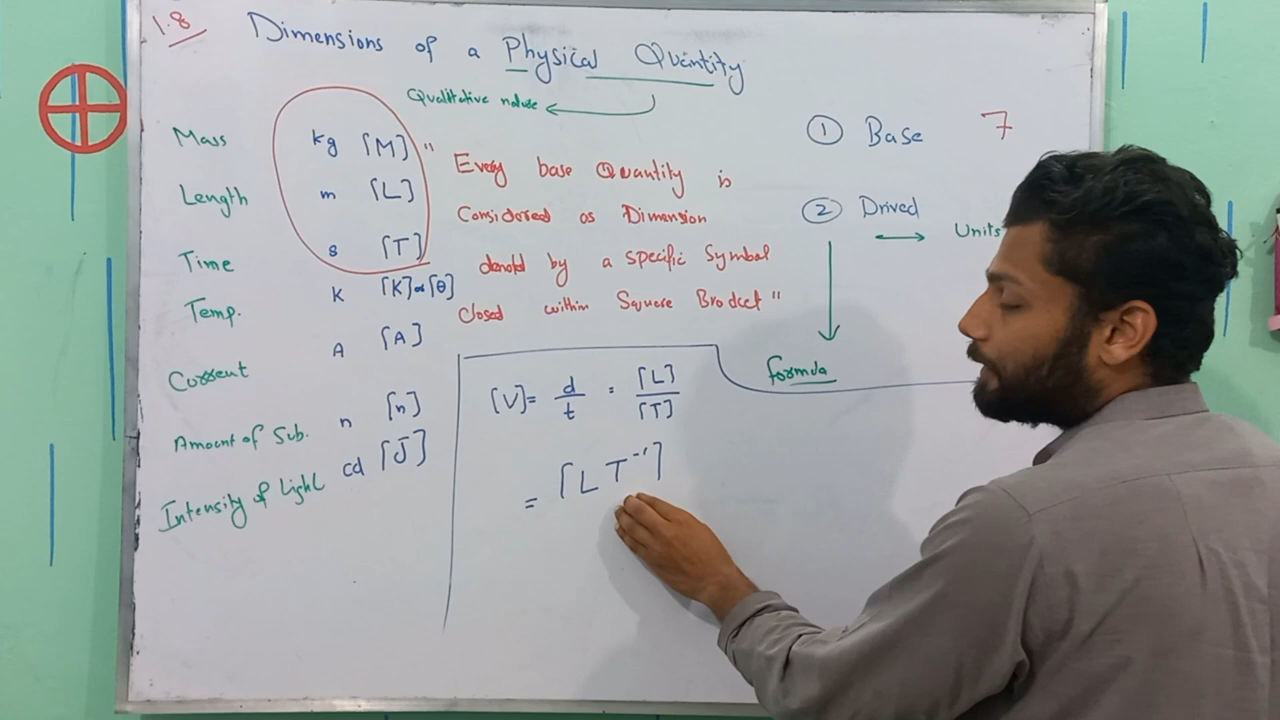 1.8
Dimensions of a Physical Quantity
Qualitative nature
Mass kg [M]
Length m [L]
Time s [T]
Temp. K [K] or [θ]
Current A [A]
Amount of Sub. n [n]
Intensity of Light cd [J]
" Every base Quantity is
Considered as Dimension
denoted by a specific Symbol
closed within Square Bracket "
① Base 7
② Drived ↔ Units
formula
[V] = d/t = [L]/[T]
= [L T⁻¹]